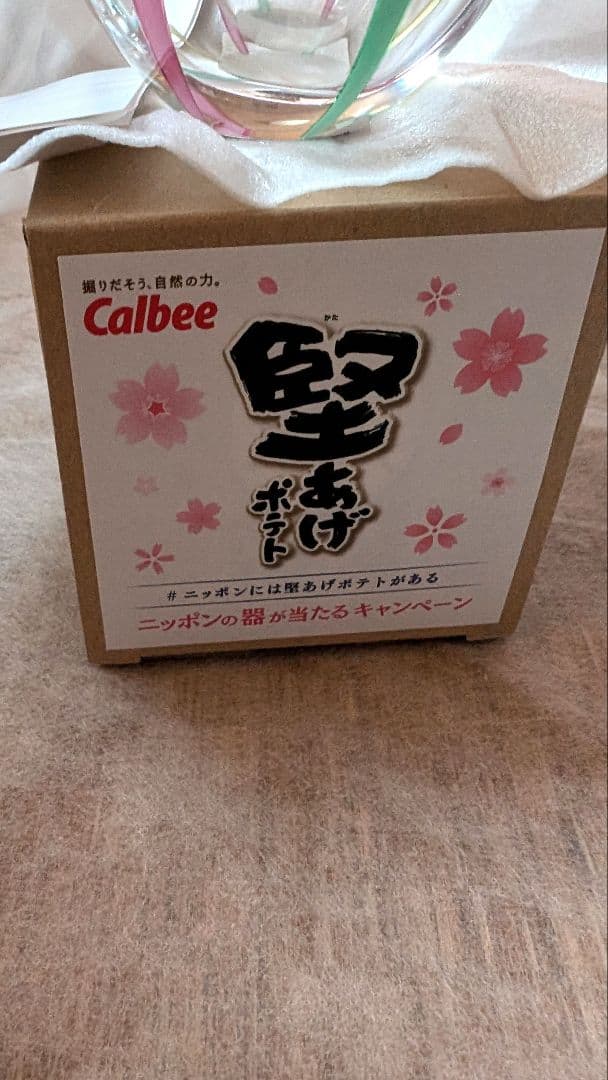 掘りだそう、自然の力。
Calbee
かた
堅あげ
ポテト
#ニッポンには堅あげポテトがある
ニッポンの器が当たるキャンペーン